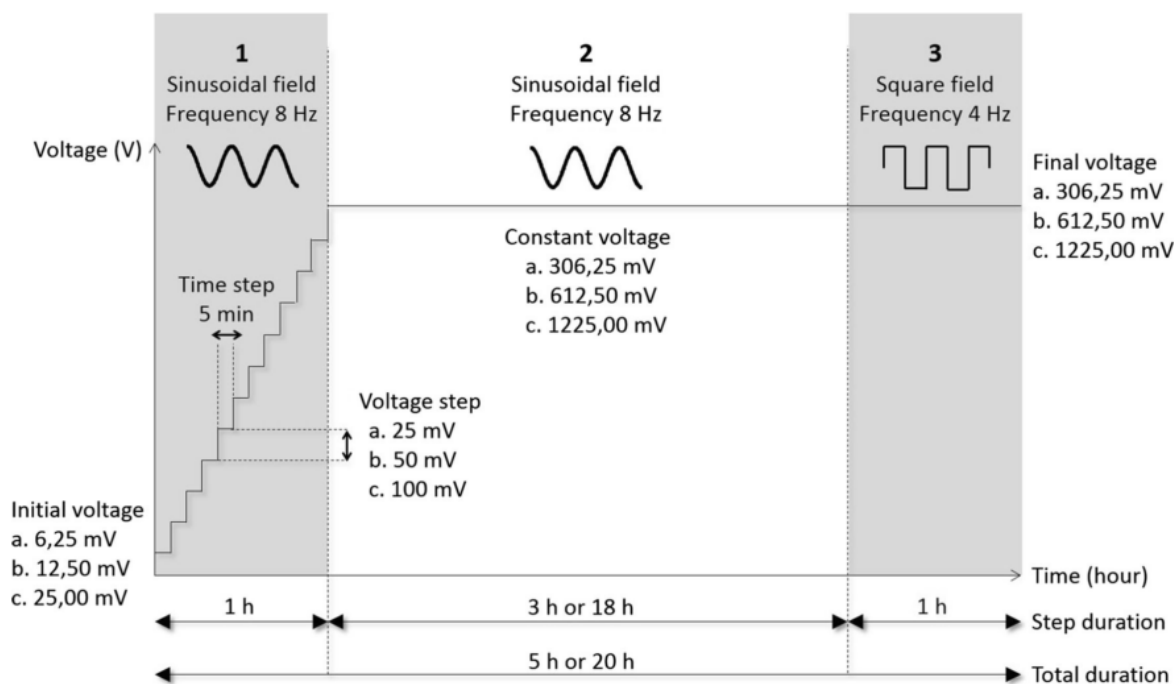 1
Sinusoidal field
Frequency 8 Hz
2
Sinusoidal field
Frequency 8 Hz
3
Square field
Frequency 4 Hz
Voltage (V)
Final voltage
a. 306,25 mV
b. 612,50 mV
c. 1225,00 mV
Constant voltage
a. 306,25 mV
b. 612,50 mV
c. 1225,00 mV
Time step
5 min
Voltage step
a. 25 mV
b. 50 mV
c. 100 mV
Initial voltage
a. 6,25 mV
b. 12,50 mV
c. 25,00 mV
Time (hour)
1 h
3 h or 18 h
1 h
Step duration
5 h or 20 h
Total duration